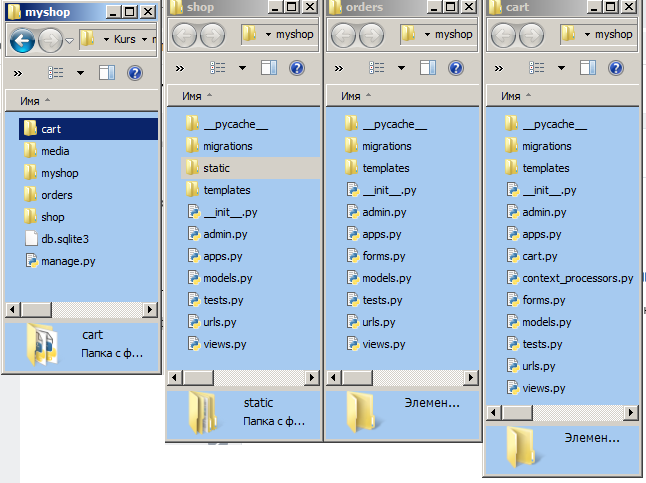 myshop
Kurs
Имя
cart
media
myshop
orders
shop
db.sqlite3
manage.py
cart
Папка с ф...
shop
myshop
Имя
__pycache__
migrations
static
templates
__init__.py
admin.py
apps.py
models.py
tests.py
urls.py
views.py
static
Папка с ф...
orders
myshop
Имя
__pycache__
migrations
templates
__init__.py
admin.py
apps.py
forms.py
models.py
tests.py
urls.py
views.py
Элемен...
cart
myshop
Имя
__pycache__
migrations
templates
__init__.py
admin.py
apps.py
cart.py
context_processors.py
forms.py
models.py
tests.py
urls.py
views.py
Элемен...